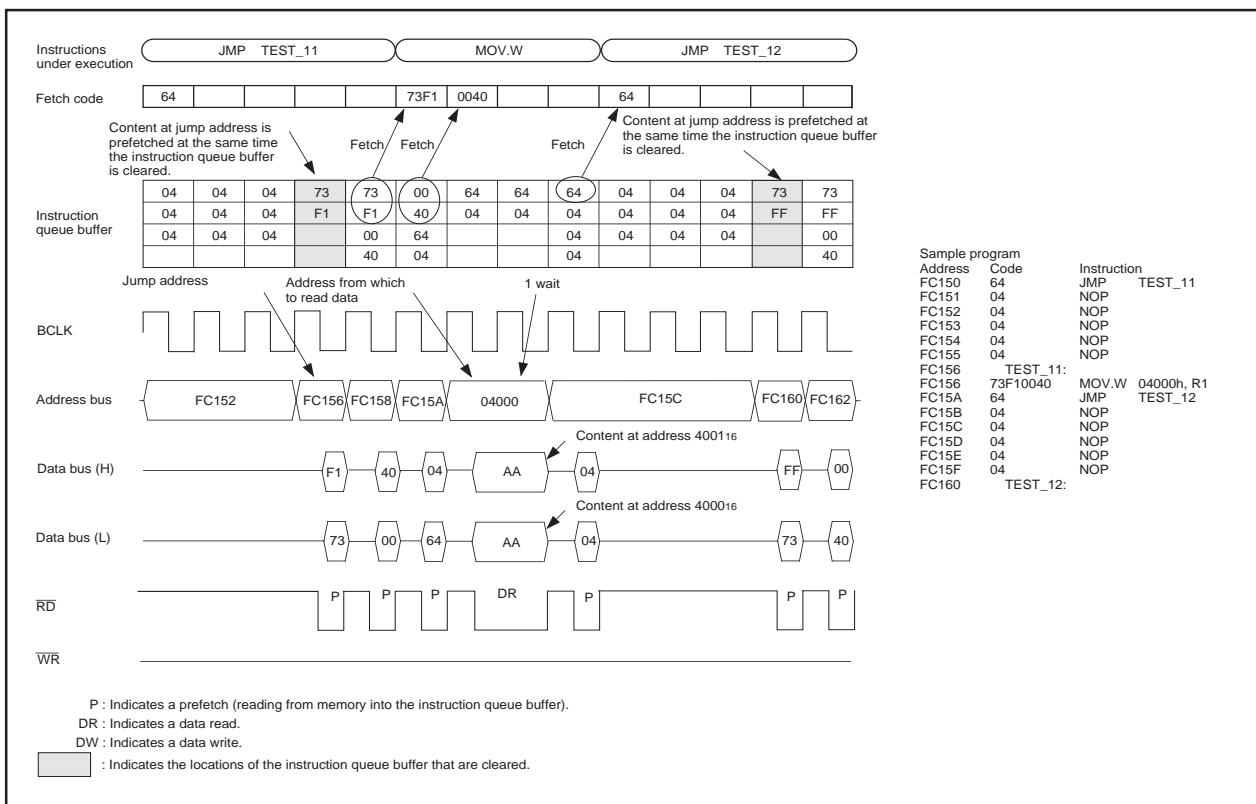 Instructions under execution
JMP TEST_11
MOV.W
JMP TEST_12
Fetch code
64
73F1
0040
64
Content at jump address is
prefetched at the same time
the instruction queue buffer
is cleared.
Fetch
Fetch
Fetch
Content at jump address is prefetched at
the same time the instruction queue buffer
is cleared.
Instruction queue buffer
04 04 04 73 73 00 64 64 64 04 04 04 73 73
04 04 04 F1 F1 40 04 04 04 04 04 04 FF FF
04 04 04 00 64 04 04 04 04 00
40 04 04 40
Jump address
Address from which
to read data
1 wait
BCLK
Address bus
FC152 FC156 FC158 FC15A 04000 FC15C FC160 FC162
Content at address 400116
Data bus (H)
F1 40 04 AA 04 FF 00
Content at address 400016
Data bus (L)
73 00 64 AA 04 73 40
RD
P P P DR P P P
WR
P : Indicates a prefetch (reading from memory into the instruction queue buffer).
DR : Indicates a data read.
DW : Indicates a data write.
: Indicates the locations of the instruction queue buffer that are cleared.
Sample program
Address Code Instruction
FC150 64 JMP TEST_11
FC151 04 NOP
FC152 04 NOP
FC153 04 NOP
FC154 04 NOP
FC155 04 NOP
FC156 TEST_11:
FC156 73F10040 MOV.W 04000h, R1
FC15A 64 JMP TEST_12
FC15B 04 NOP
FC15C 04 NOP
FC15D 04 NOP
FC15E 04 NOP
FC15F 04 NOP
FC160 TEST_12: